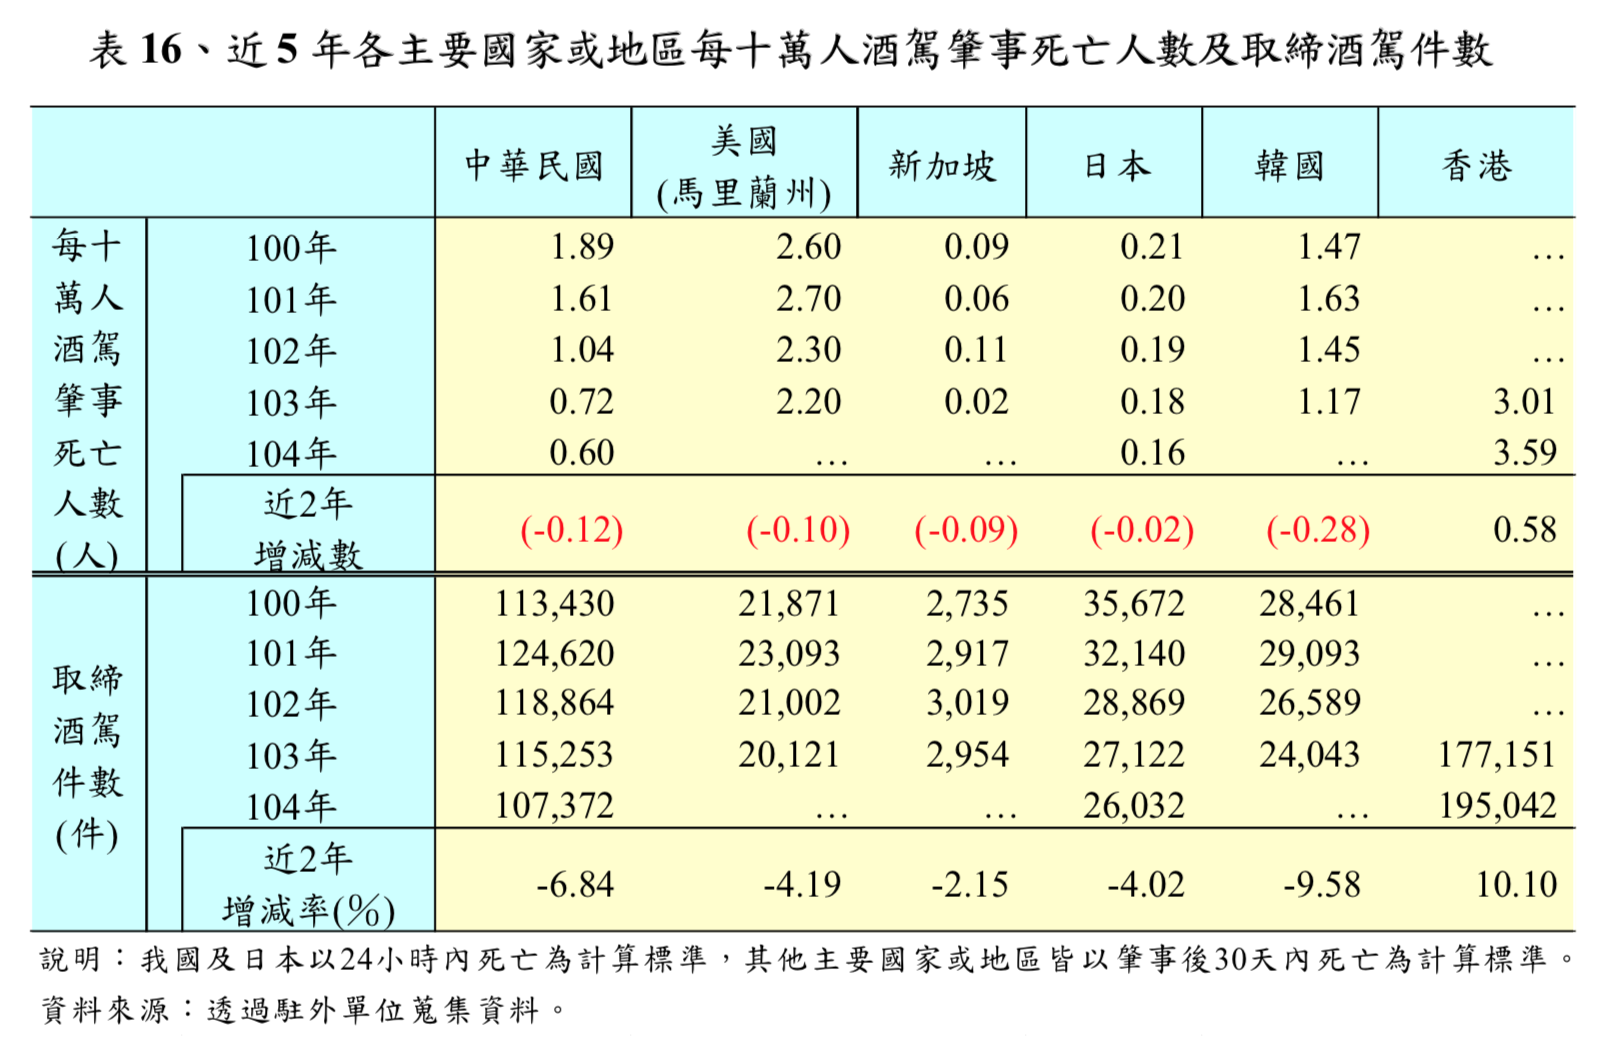 表 16、近 5 年各主要國家或地區每十萬人酒駕肇事死亡人數及取締酒駕件數
中華民國 美國(馬里蘭州) 新加坡 日本 韓國 香港
每十萬人酒駕肇事死亡人數(人)
100年 1.89 2.60 0.09 0.21 1.47 …
101年 1.61 2.70 0.06 0.20 1.63 …
102年 1.04 2.30 0.11 0.19 1.45 …
103年 0.72 2.20 0.02 0.18 1.17 3.01
104年 0.60 … … 0.16 … 3.59
近2年增減數 (-0.12) (-0.10) (-0.09) (-0.02) (-0.28) 0.58
取締酒駕件數(件)
100年 113,430 21,871 2,735 35,672 28,461 …
101年 124,620 23,093 2,917 32,140 29,093 …
102年 118,864 21,002 3,019 28,869 26,589 …
103年 115,253 20,121 2,954 27,122 24,043 177,151
104年 107,372 … … 26,032 … 195,042
近2年增減率(%) -6.84 -4.19 -2.15 -4.02 -9.58 10.10
說明：我國及日本以24小時內死亡為計算標準，其他主要國家或地區皆以肇事後30天內死亡為計算標準。
資料來源：透過駐外單位蒐集資料。